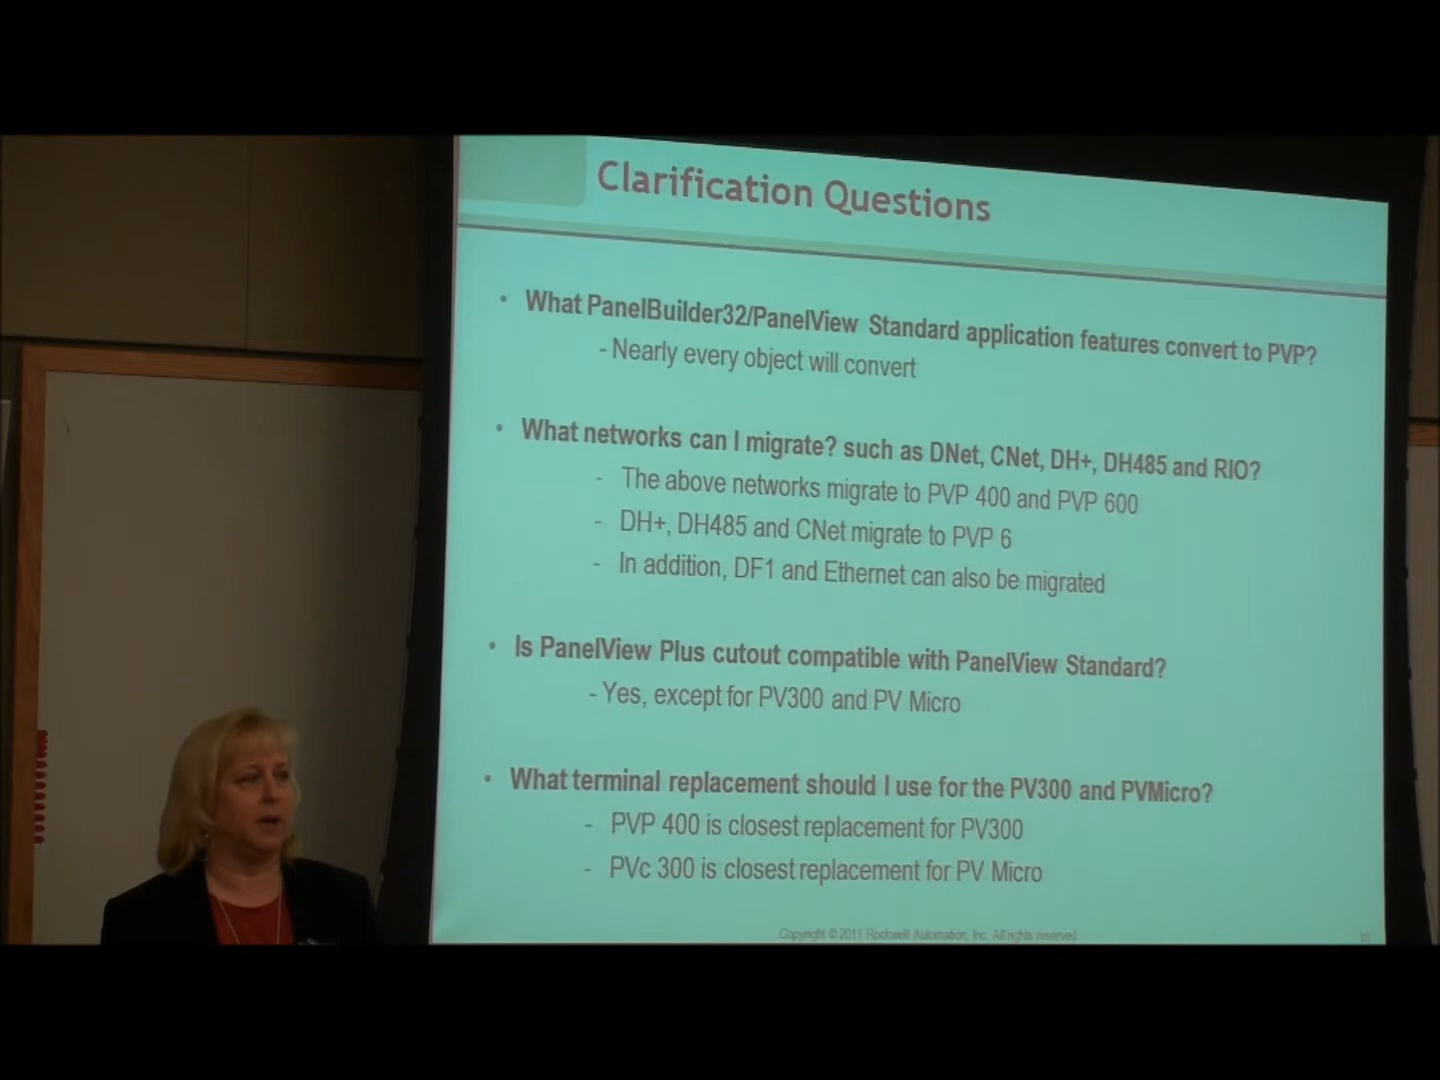 Clarification Questions
• What PanelBuilder32/PanelView Standard application features convert to PVP?
- Nearly every object will convert
• What networks can I migrate? such as DNet, CNet, DH+, DH485 and RIO?
- The above networks migrate to PVP 400 and PVP 600
- DH+, DH485 and CNet migrate to PVP 6
- In addition, DF1 and Ethernet can also be migrated
• Is PanelView Plus cutout compatible with PanelView Standard?
- Yes, except for PV300 and PV Micro
• What terminal replacement should I use for the PV300 and PVMicro?
- PVP 400 is closest replacement for PV300
- PVc 300 is closest replacement for PV Micro
Copyright © 2011 Rockwell Automation, Inc. All rights reserved.